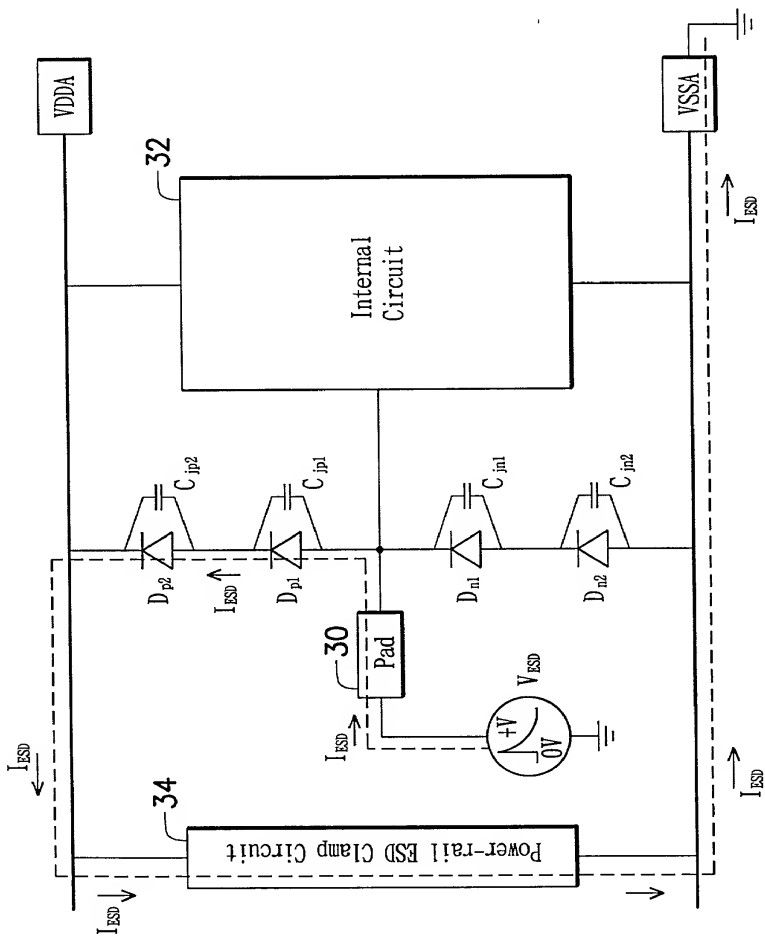 VDDA
VSSA
32
Internal
Circuit
C_jp2
C_jp1
C_jn1
C_jn2
D_p2
D_p1
D_n1
D_n2
I_ESD
30
Pad
I_ESD
V_ESD
+V
0V
I_ESD
34
Power-rail ESD Clamp Circuit
I_ESD
I_ESD
I_ESD